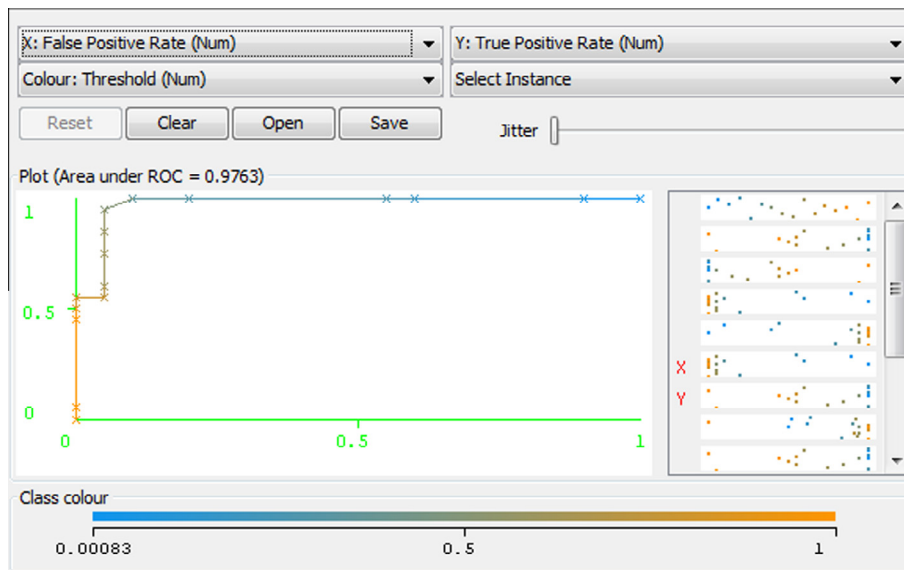 X: False Positive Rate (Num)
Y: True Positive Rate (Num)
Colour: Threshold (Num)
Select Instance
Reset
Clear
Open
Save
Jitter
Plot (Area under ROC = 0.9763)
1
0.5
0
0
0.5
1
X
Y
Class colour
0.00083
0.5
1